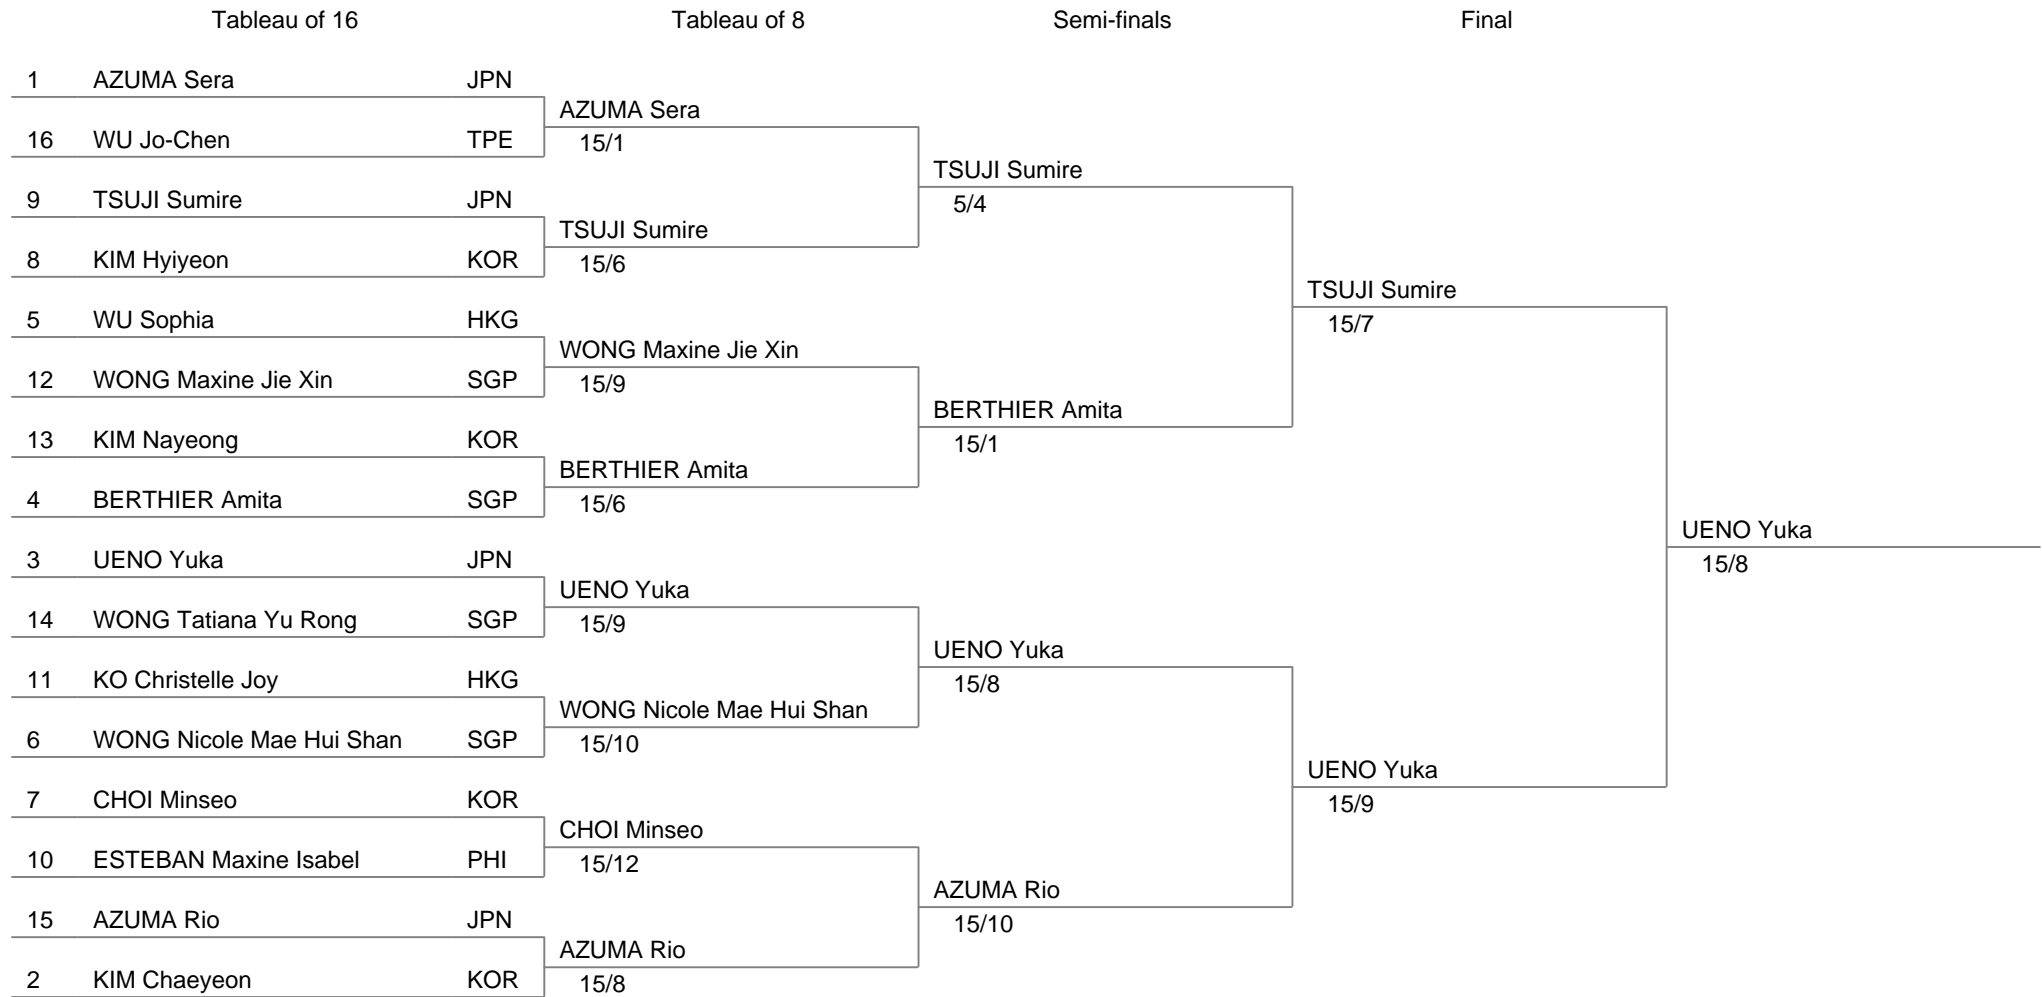 Tableau of 16 Tableau of 8 Semi-finals Final
1 AZUMA Sera JPN
AZUMA Sera
16 WU Jo-Chen TPE 15/1
TSUJI Sumire
9 TSUJI Sumire JPN 5/4
TSUJI Sumire
8 KIM Hyiyeon KOR 15/6
TSUJI Sumire
5 WU Sophia HKG 15/7
WONG Maxine Jie Xin
12 WONG Maxine Jie Xin SGP 15/9
BERTHIER Amita
13 KIM Nayeong KOR 15/1
BERTHIER Amita
4 BERTHIER Amita SGP 15/6
UENO Yuka
3 UENO Yuka JPN 15/8
UENO Yuka
14 WONG Tatiana Yu Rong SGP 15/9
UENO Yuka
11 KO Christelle Joy HKG 15/8
WONG Nicole Mae Hui Shan
6 WONG Nicole Mae Hui Shan SGP 15/10
UENO Yuka
7 CHOI Minseo KOR 15/9
CHOI Minseo
10 ESTEBAN Maxine Isabel PHI 15/12
AZUMA Rio
15 AZUMA Rio JPN 15/10
AZUMA Rio
2 KIM Chaeyeon KOR 15/8